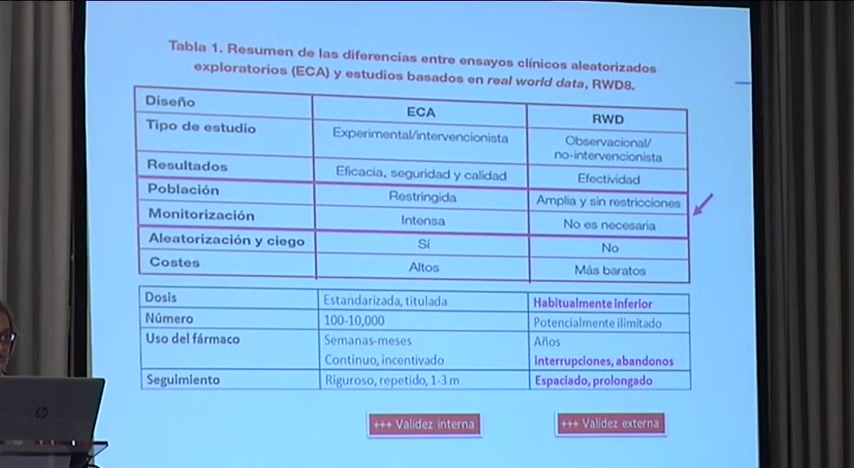 Tabla 1. Resumen de las diferencias entre ensayos clínicos aleatorizados
exploratorios (ECA) y estudios basados en real world data, RWD8.
Diseño ECA RWD
Tipo de estudio Experimental/intervencionista Observacional/
no-intervencionista
Resultados Eficacia, seguridad y calidad Efectividad
Población Restringida Amplia y sin restricciones
Monitorización Intensa No es necesaria
Aleatorización y ciego Sí No
Costes Altos Más baratos
Dosis Estandarizada, titulada Habitualmente inferior
Número 100-10,000 Potencialmente ilimitado
Uso del fármaco Semanas-meses Años
Continuo, incentivado Interrupciones, abandonos
Seguimiento Riguroso, repetido, 1-3 m Espaciado, prolongado
+++ Validez interna +++ Validez externa
hp